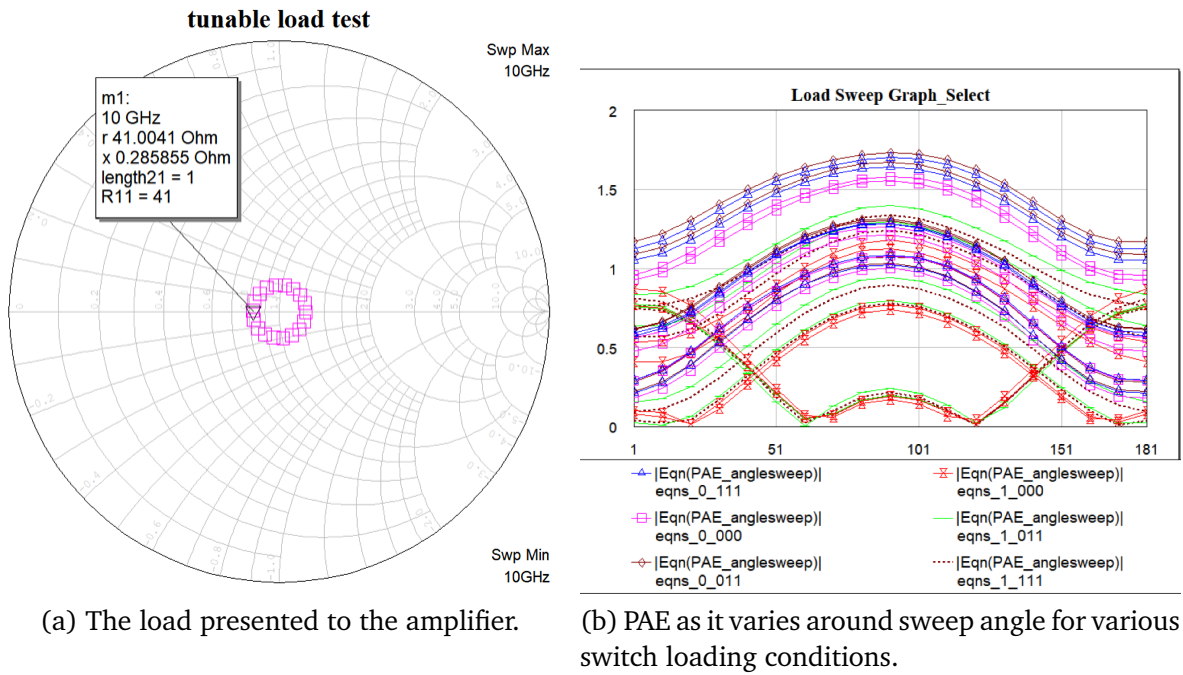 tunable load test
Swp Max
10GHz
m1:
10 GHz
r 41.0041 Ohm
x 0.285855 Ohm
length21 = 1
R11 = 41
Swp Min
10GHz
(a) The load presented to the amplifier.
Load Sweep Graph_Select
2
1.5
1
0.5
0
1
51
101
151
181
|Eqn(PAE_anglesweep)|
eqns_0_111
|Eqn(PAE_anglesweep)|
eqns_1_000
|Eqn(PAE_anglesweep)|
eqns_0_000
|Eqn(PAE_anglesweep)|
eqns_1_011
|Eqn(PAE_anglesweep)|
eqns_0_011
|Eqn(PAE_anglesweep)|
eqns_1_111
(b) PAE as it varies around sweep angle for various
switch loading conditions.